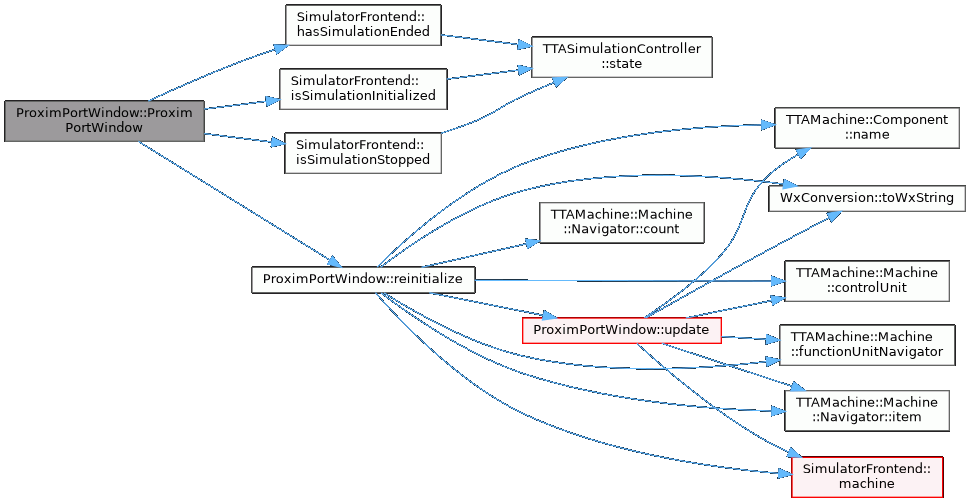 SimulatorFrontend::
hasSimulationEnded
TTASimulationController
::state
SimulatorFrontend::
isSimulationInitialized
ProximPortWindow::Proxim
PortWindow
SimulatorFrontend::
isSimulationStopped
TTAMachine::Component
::name
WxConversion::toWxString
TTAMachine::Machine
::Navigator::count
ProximPortWindow::reinitialize
TTAMachine::Machine
::controlUnit
ProximPortWindow::update
TTAMachine::Machine
::functionUnitNavigator
TTAMachine::Machine
::Navigator::item
SimulatorFrontend::
machine